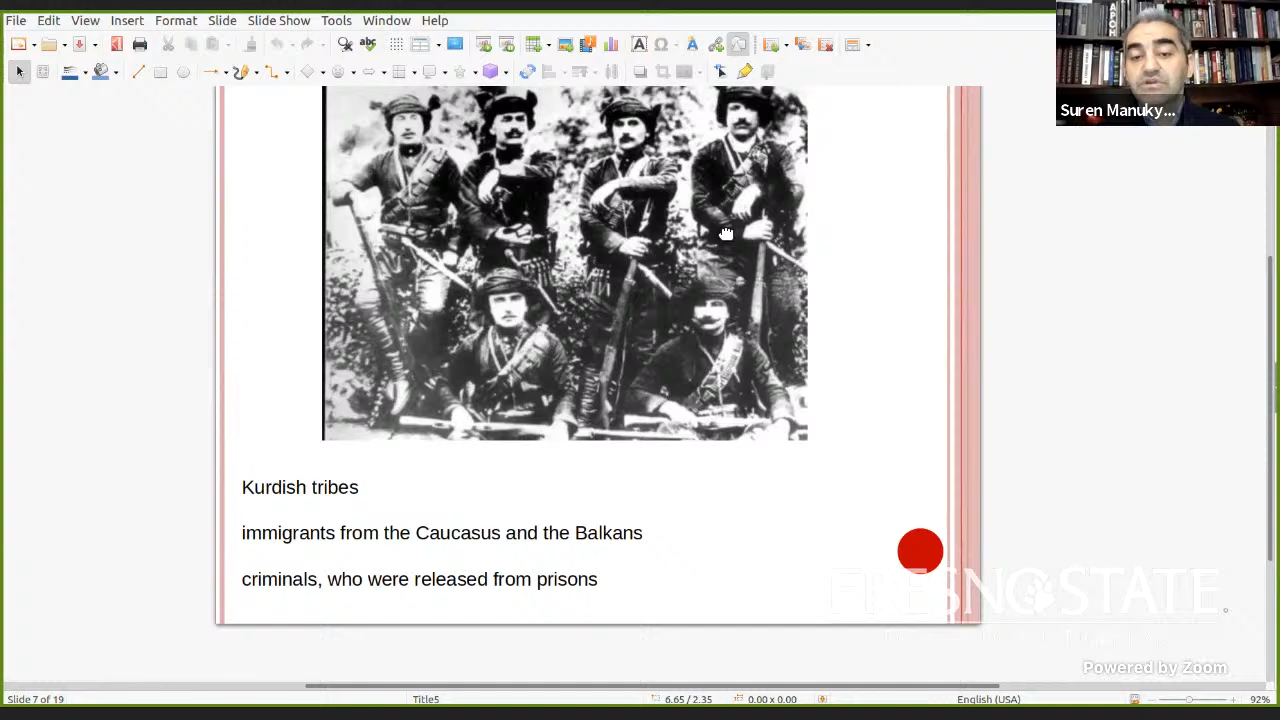 File Edit View Insert Format Slide Slide Show Tools Window Help
Suren Manuky...
Kurdish tribes
immigrants from the Caucasus and the Balkans
criminals, who were released from prisons
FRESNO STATE
Powered by Zoom
Slide 7 of 19 Title5 6.65 / 2.35 0.00 x 0.00 English (USA) 92%